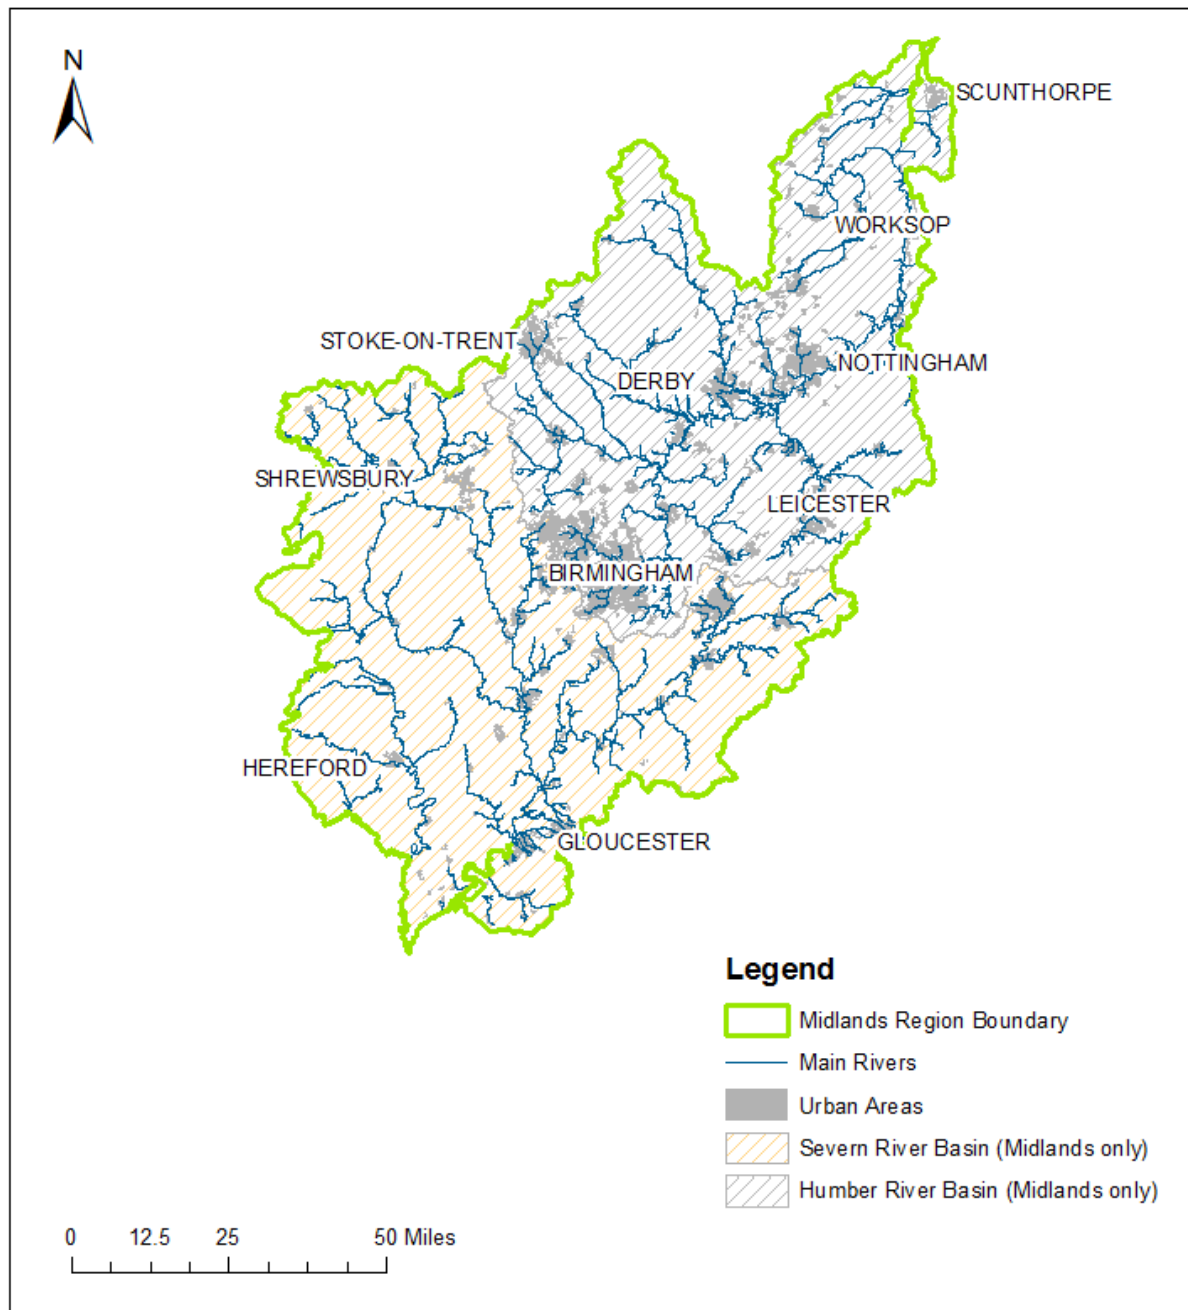 N
SCUNTHORPE
WORKSOP
STOKE-ON-TRENT
NOTTINGHAM
DERBY
SHREWSBURY
LEICESTER
BIRMINGHAM
HEREFORD
GLOUCESTER
Legend
Midlands Region Boundary
Main Rivers
Urban Areas
Severn River Basin (Midlands only)
Humber River Basin (Midlands only)
0 12.5 25 50 Miles